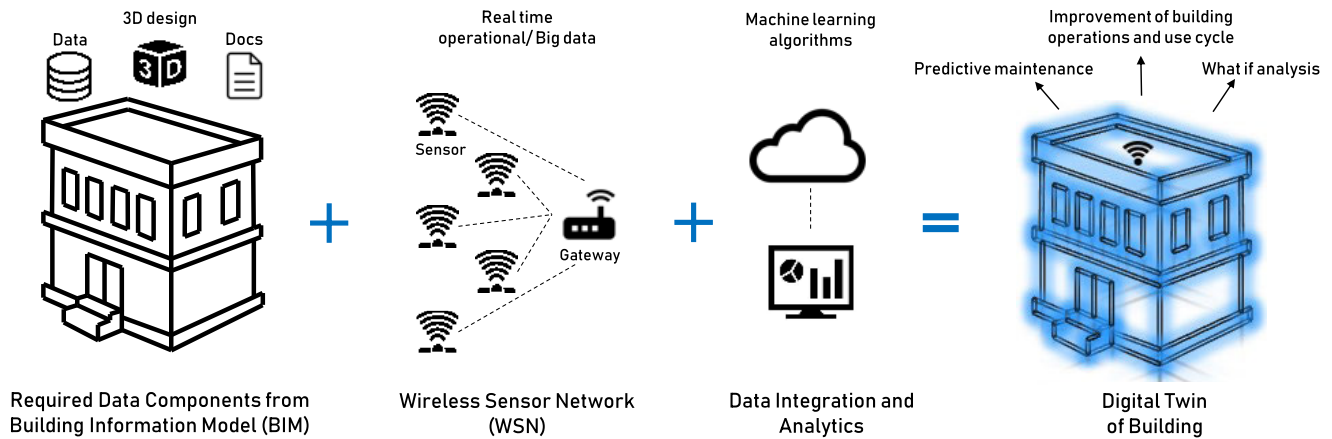 3D design
Data
Docs
3D
Required Data Components from
Building Information Model (BIM)
+
Real time
operational/ Big data
Sensor
Gateway
Wireless Sensor Network
(WSN)
+
Machine learning
algorithms
Data Integration and
Analytics
=
Improvement of building
operations and use cycle
Predictive maintenance
What if analysis
Digital Twin
of Building